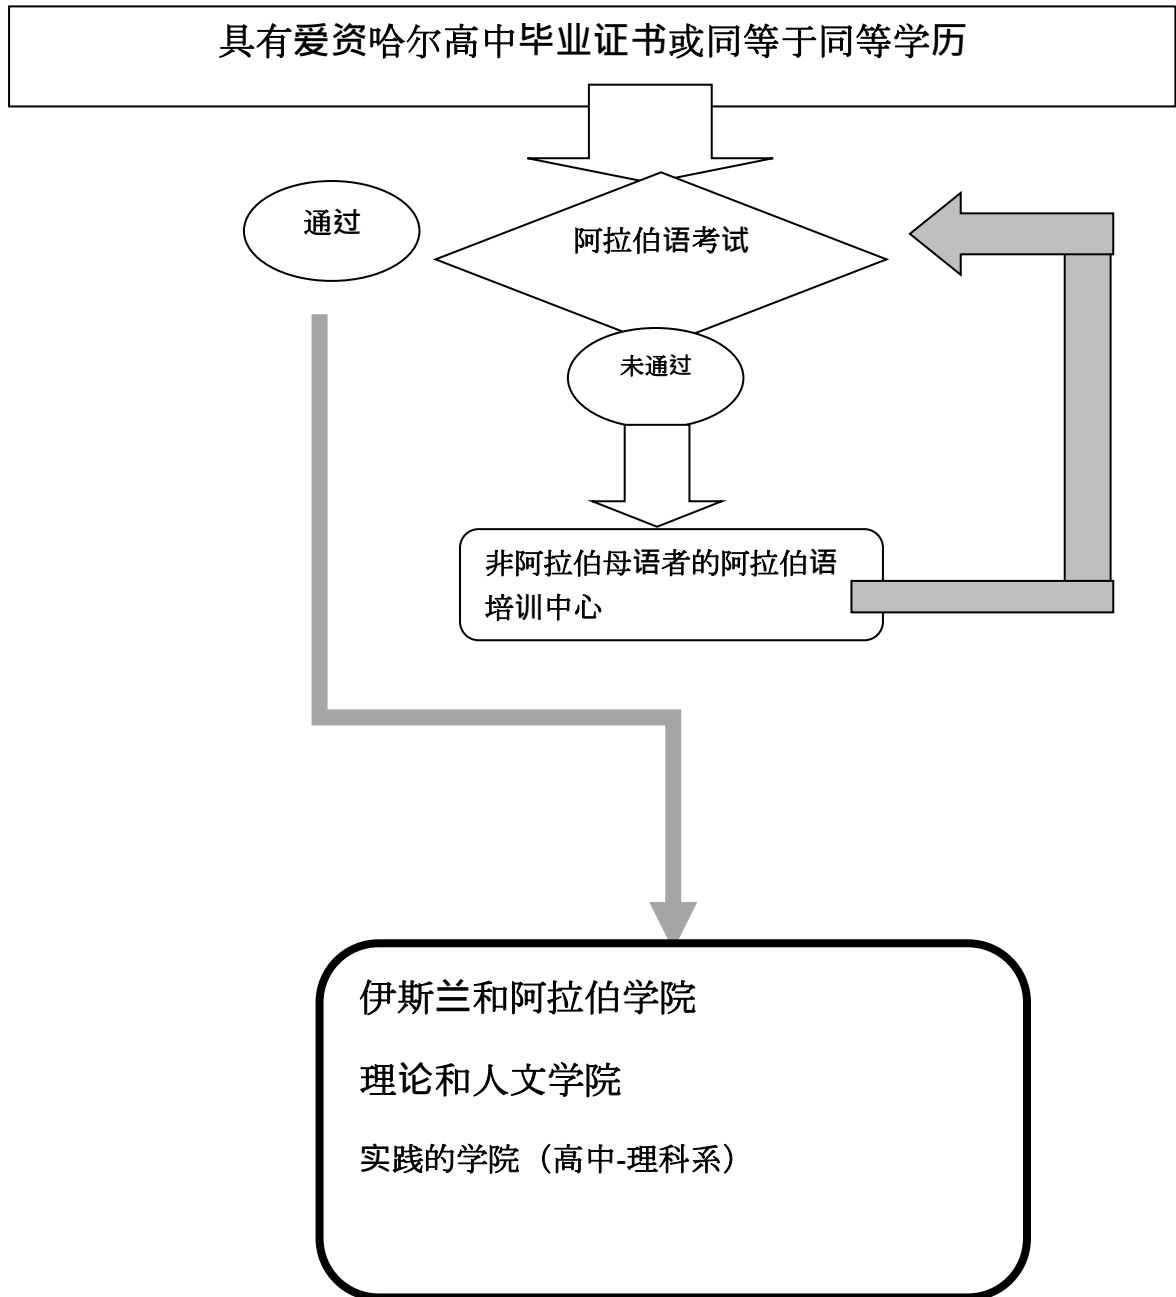 具有爱资哈尔高中毕业证书或同等于同等学历
通过
阿拉伯语考试
未通过
非阿拉伯母语者的阿拉伯语
培训中心
伊斯兰和阿拉伯学院
理论和人文学院
实践的学院（高中-理科系）